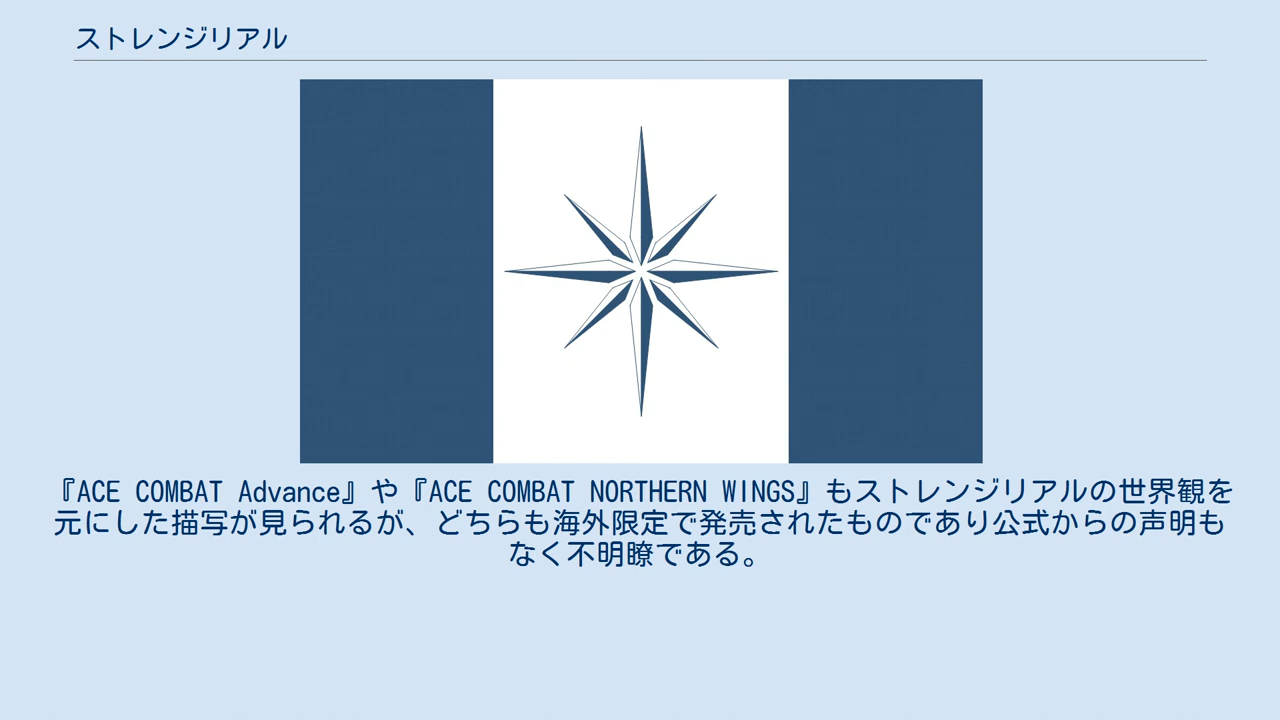 ストレンジリアル
『ACE COMBAT Advance』や『ACE COMBAT NORTHERN WINGS』もストレンジリアルの世界観を
元にした描写が見られるが、どちらも海外限定で発売されたものであり公式からの声明も
なく不明瞭である。